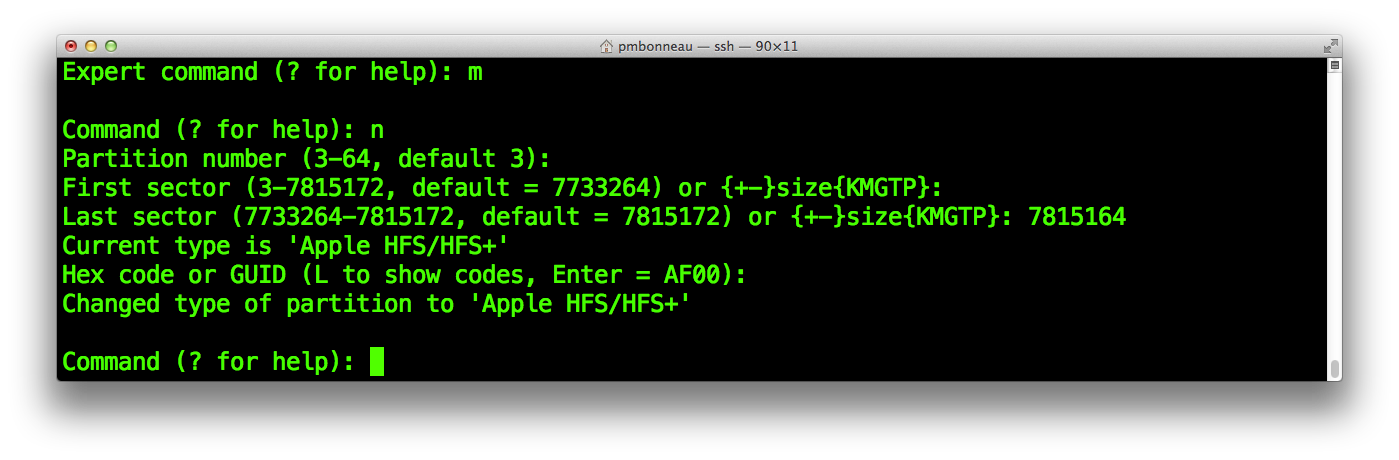 pmbonneau — ssh — 90×11
Expert command (? for help): m
Command (? for help): n
Partition number (3-64, default 3):
First sector (3-7815172, default = 7733264) or {+-}size{KMGTP}:
Last sector (7733264-7815172, default = 7815172) or {+-}size{KMGTP}: 7815164
Current type is 'Apple HFS/HFS+'
Hex code or GUID (L to show codes, Enter = AF00):
Changed type of partition to 'Apple HFS/HFS+'
Command (? for help):